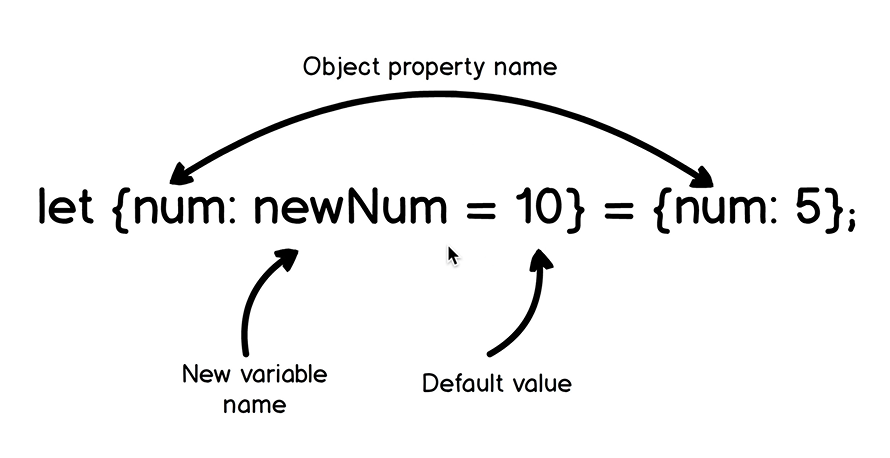 Object property name
let {num: newNum = 10} = {num: 5};
New variable
name
Default value